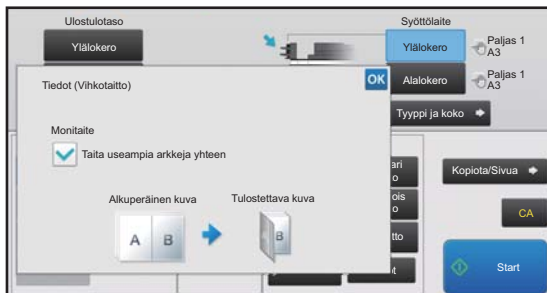 Ulostulotaso
Syöttölaite
Ylälokero
Ylälokero
Paljas 1
A3
Tiedot (Vihkotaitto)
OK
Alalokero
Paljas 1
A3
Tyyppi ja koko
Monitaite
Taita useampia arkkeja yhteen
Kopiota/Sivua
Alkuperäinen kuva
Tulostettava kuva
CA
A B
B
Start